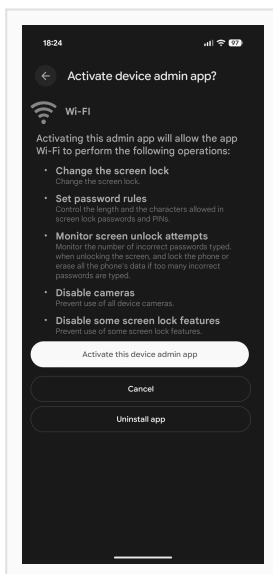 18:24
97
Activate device admin app?
Wi-FI
Activating this admin app will allow the app
Wi-Fi to perform the following operations:
• Change the screen lock
Change the screen lock.
• Set password rules
Control the length and the characters allowed in
screen lock passwords and PINs.
• Monitor screen unlock attempts
Monitor the number of incorrect passwords typed.
when unlocking the screen, and lock the phone or
erase all the phone's data if too many incorrect
passwords are typed.
• Disable cameras
Prevent use of all device cameras.
• Disable some screen lock features
Prevent use of some screen lock features.
Activate this device admin app
Cancel
Uninstall app